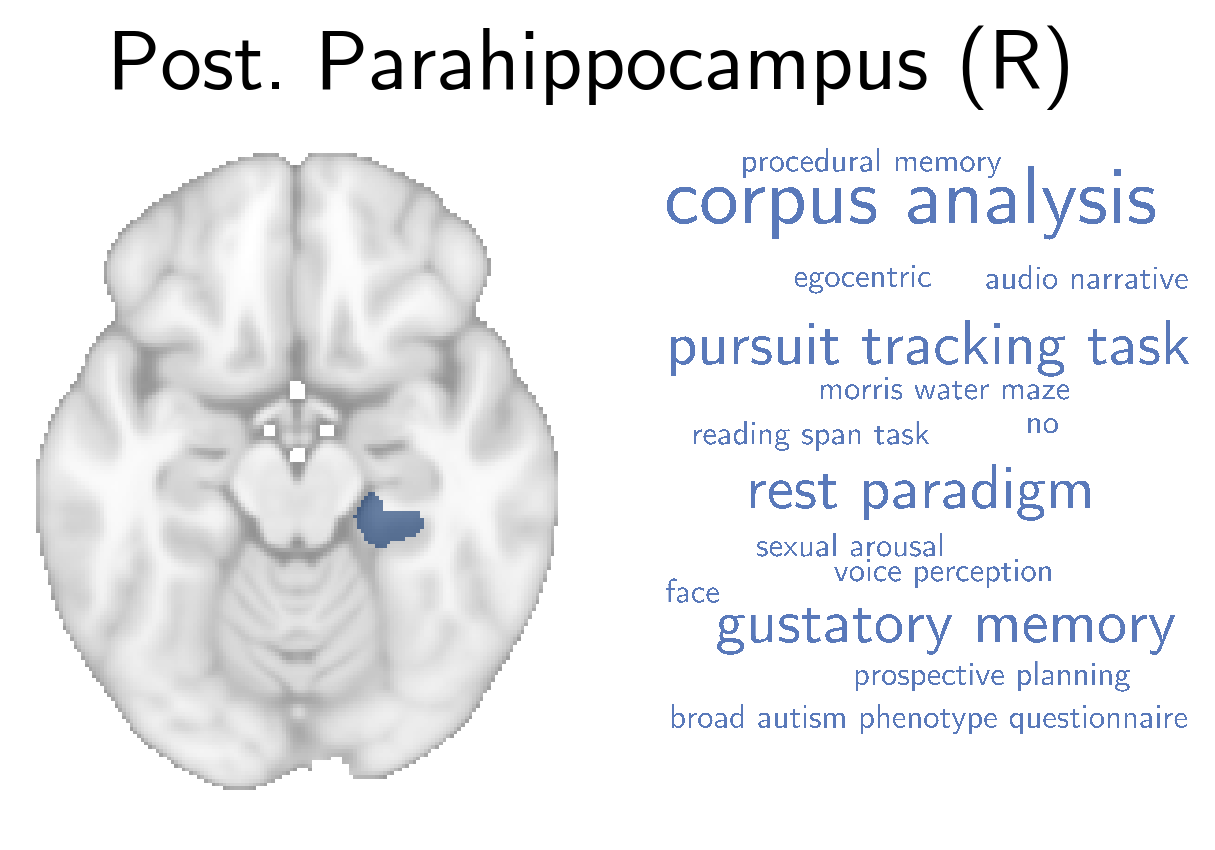 Post. Parahippocampus (R)
procedural memory
corpus analysis
egocentric audio narrative
pursuit tracking task
morris water maze
no
reading span task
rest paradigm
sexual arousal
voice perception
face
gustatory memory
prospective planning
broad autism phenotype questionnaire